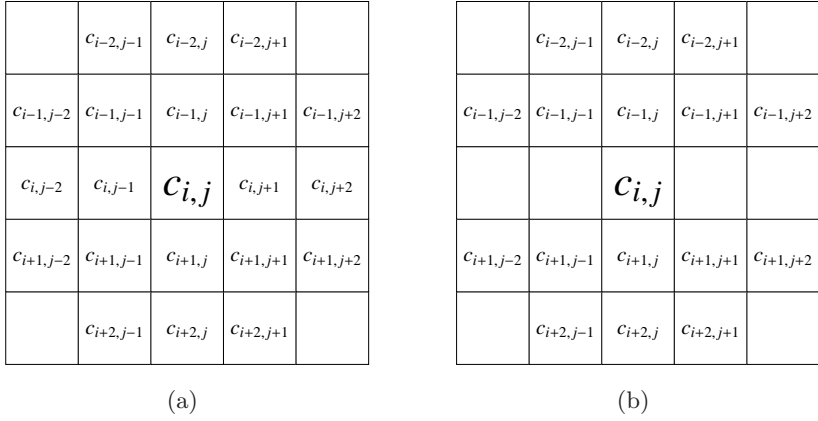 c_{i−2,j−1} c_{i−2,j} c_{i−2,j+1}
c_{i−1,j−2} c_{i−1,j−1} c_{i−1,j} c_{i−1,j+1} c_{i−1,j+2}
c_{i,j−2} c_{i,j−1} c_{i,j} c_{i,j+1} c_{i,j+2}
c_{i+1,j−2} c_{i+1,j−1} c_{i+1,j} c_{i+1,j+1} c_{i+1,j+2}
c_{i+2,j−1} c_{i+2,j} c_{i+2,j+1}
(a)
c_{i−2,j−1} c_{i−2,j} c_{i−2,j+1}
c_{i−1,j−2} c_{i−1,j−1} c_{i−1,j} c_{i−1,j+1} c_{i−1,j+2}
c_{i,j}
c_{i+1,j−2} c_{i+1,j−1} c_{i+1,j} c_{i+1,j+1} c_{i+1,j+2}
c_{i+2,j−1} c_{i+2,j} c_{i+2,j+1}
(b)